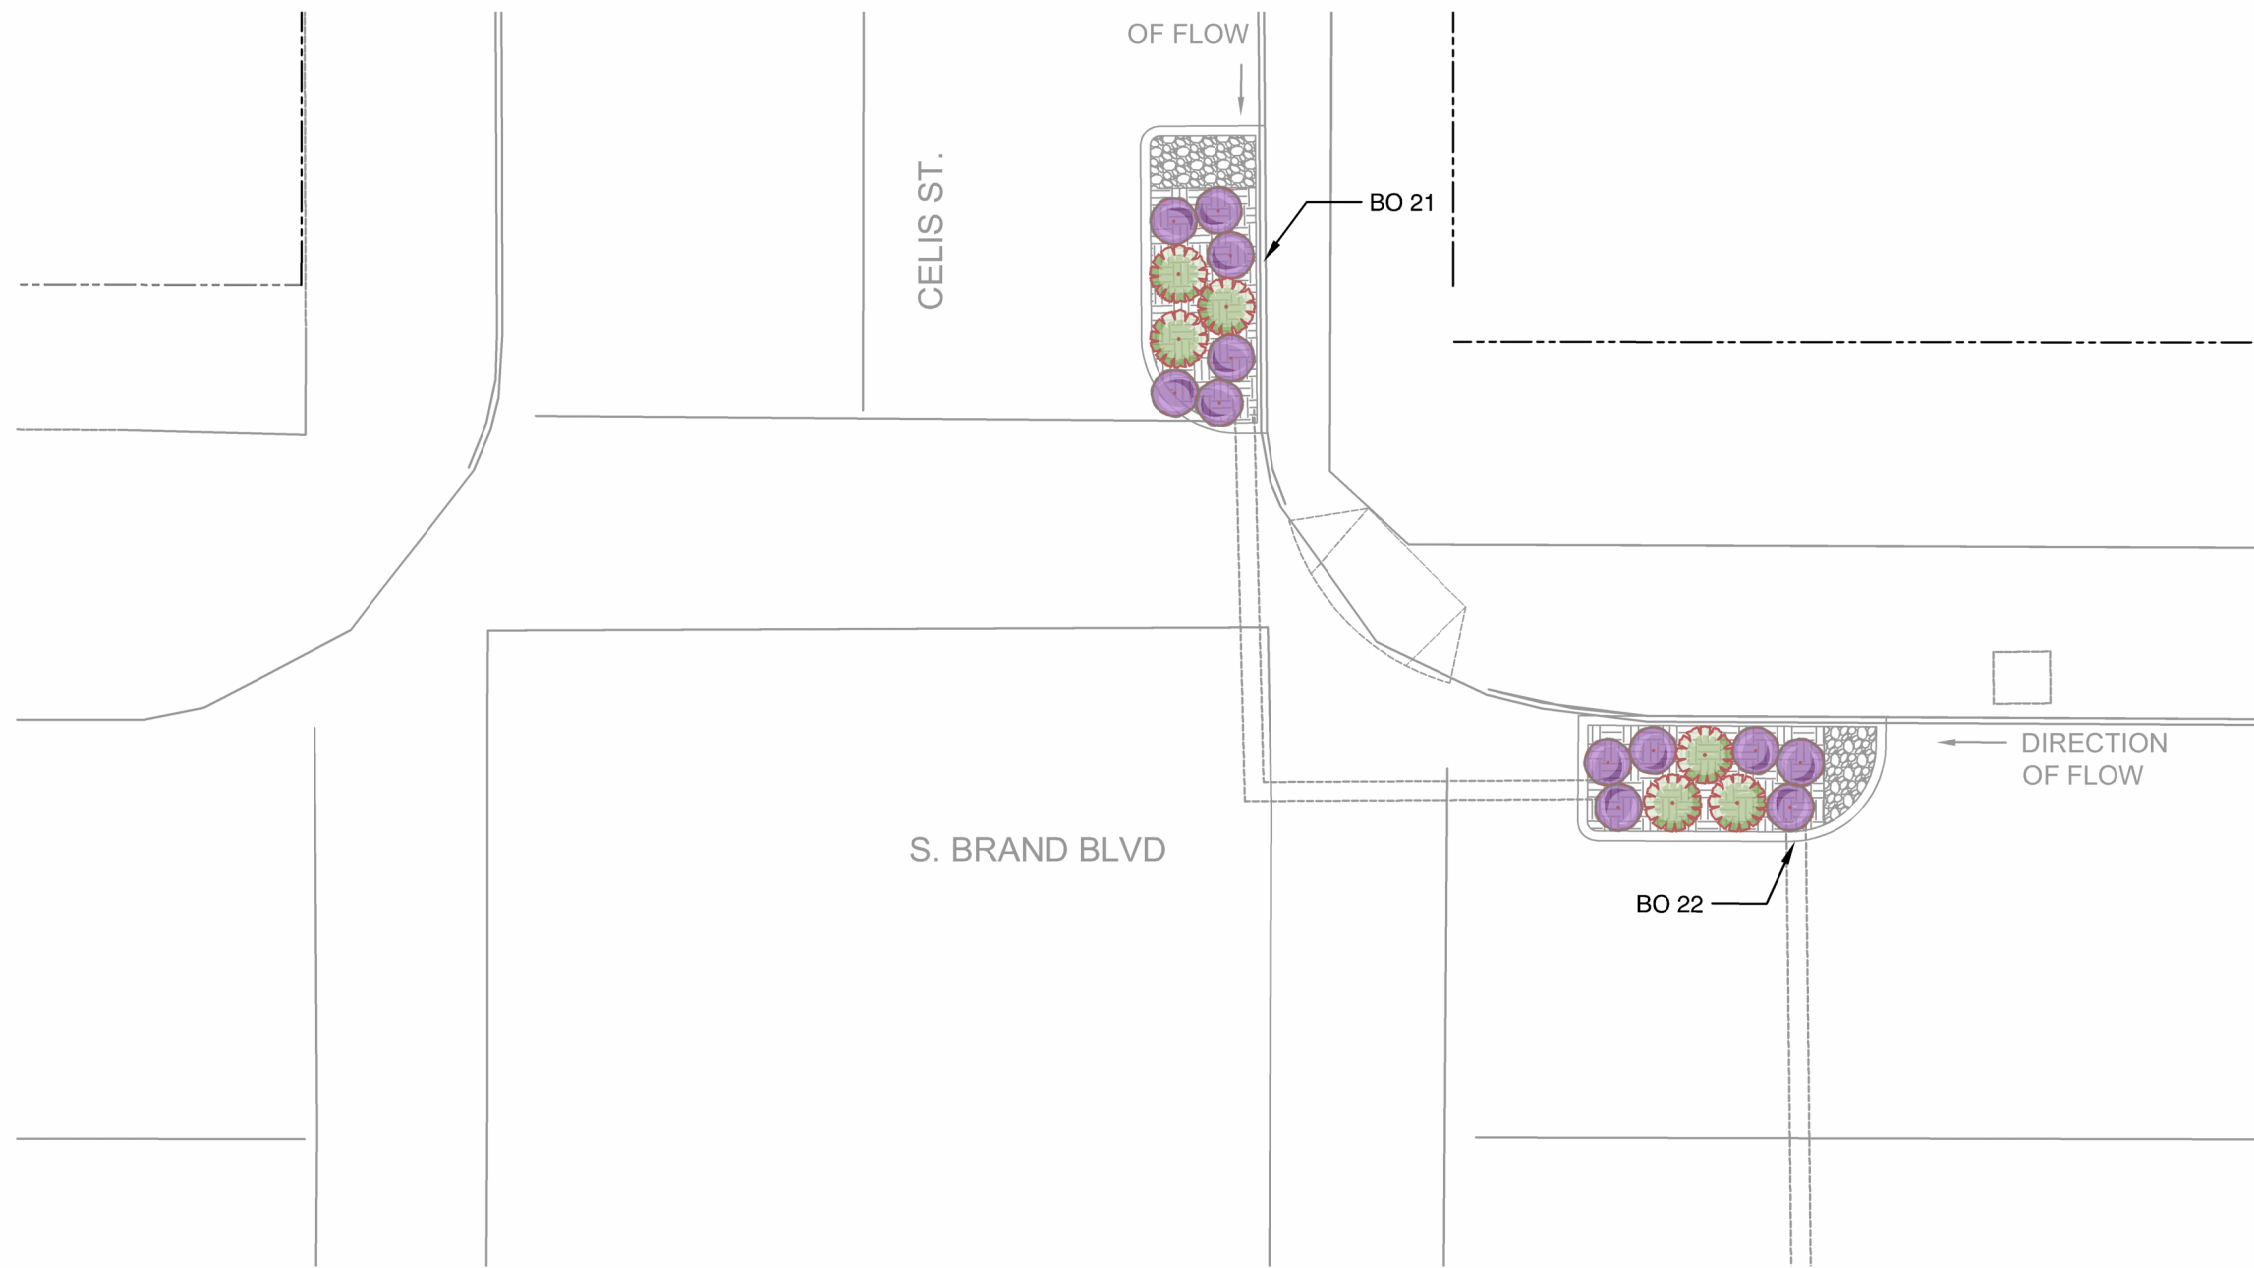 OF FLOW
CELIS ST.
BO 21
DIRECTION
OF FLOW
S. BRAND BLVD
BO 22